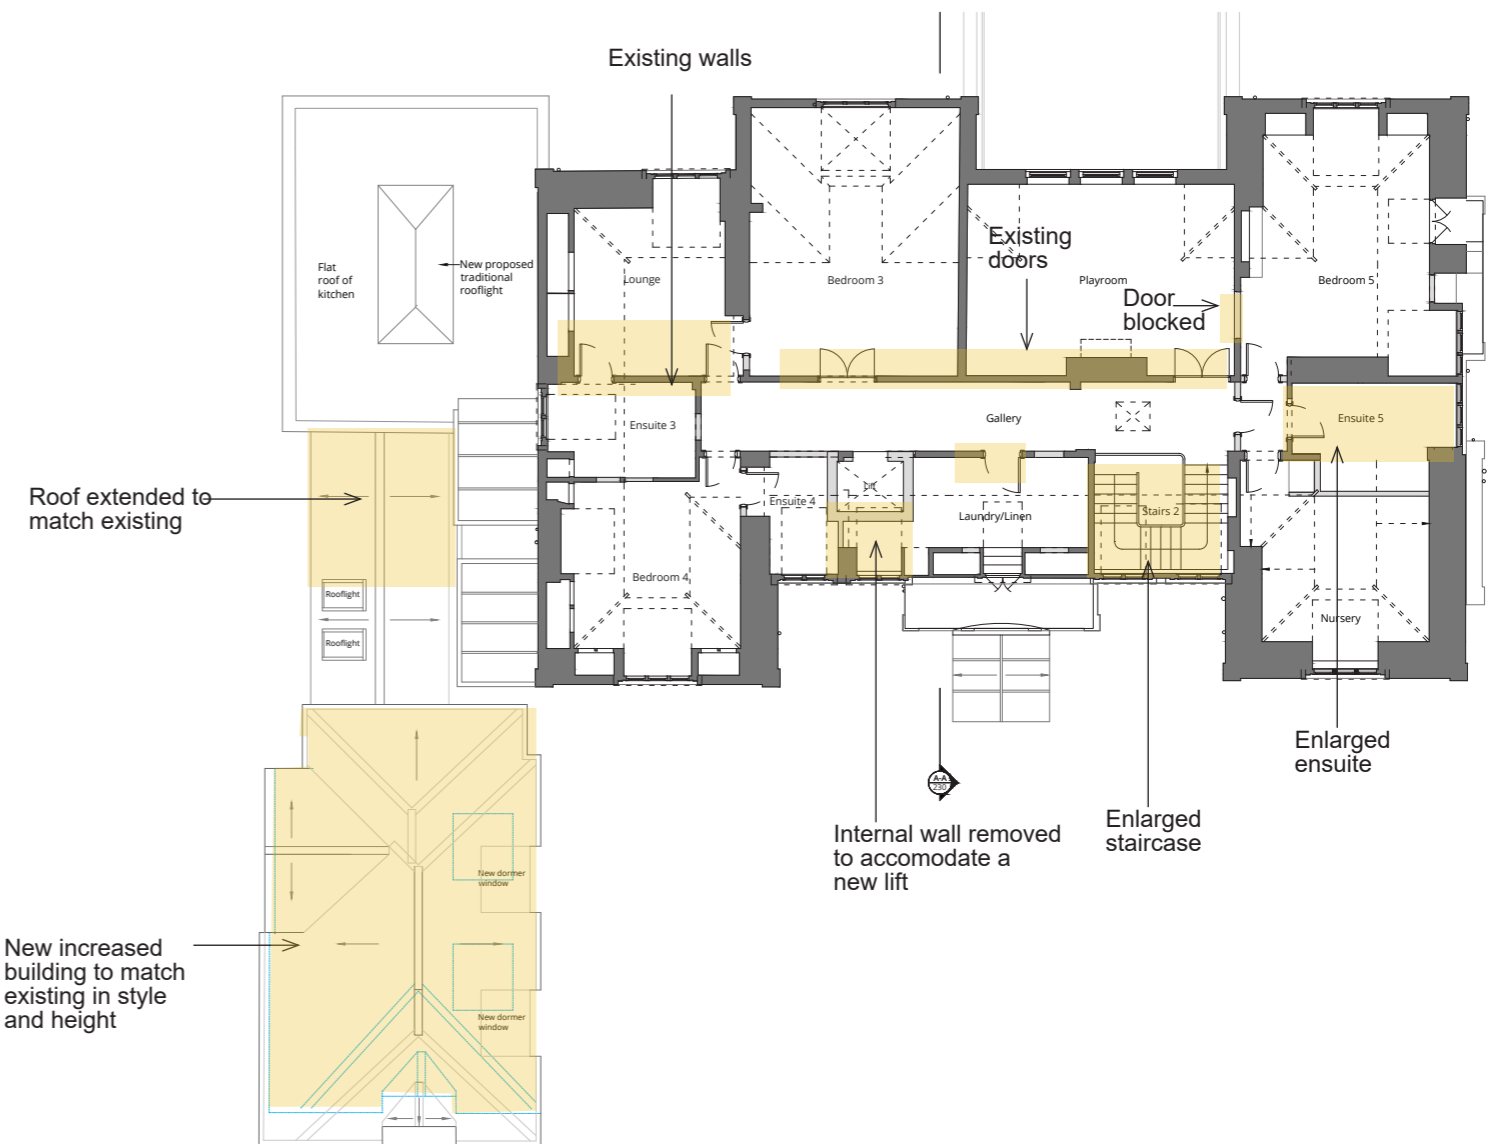 Existing walls
Flat
roof of
kitchen
New proposed
traditional
rooflight
Lounge
Bedroom 3
Existing
doors
Playroom
Door
blocked
Bedroom 5
Ensuite 3
Gallery
Ensuite 5
Roof extended to
match existing
Ensuite 4
Lift
Laundry/Linen
Stairs 2
Bedroom 4
Rooflight
Rooflight
Nursery
Enlarged
ensuite
A-A
230
Internal wall removed
to accomodate a
new lift
Enlarged
staircase
New dormer
window
New increased
building to match
existing in style
and height
New dormer
window